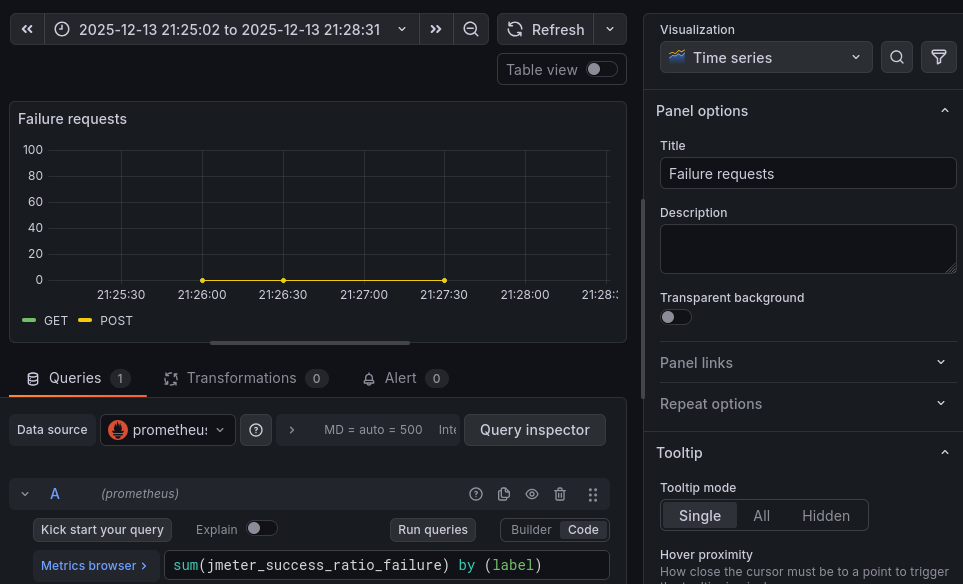 2025-12-13 21:25:02 to 2025-12-13 21:28:31
Refresh
Table view
Failure requests
100
80
60
40
20
0
21:25:30 21:26:00 21:26:30 21:27:00 21:27:30 21:28:00 21:28:
GET POST
Queries 1 Transformations 0 Alert 0
Data source prometheus MD = auto = 500 Inte Query inspector
A (prometheus)
Kick start your query Explain Run queries Builder Code
Metrics browser > sum(jmeter_success_ratio_failure) by (label)
Visualization
Time series
Panel options
Title
Failure requests
Description
Transparent background
Panel links
Repeat options
Tooltip
Tooltip mode
Single All Hidden
Hover proximity
How close the cursor must be to a point to trigger